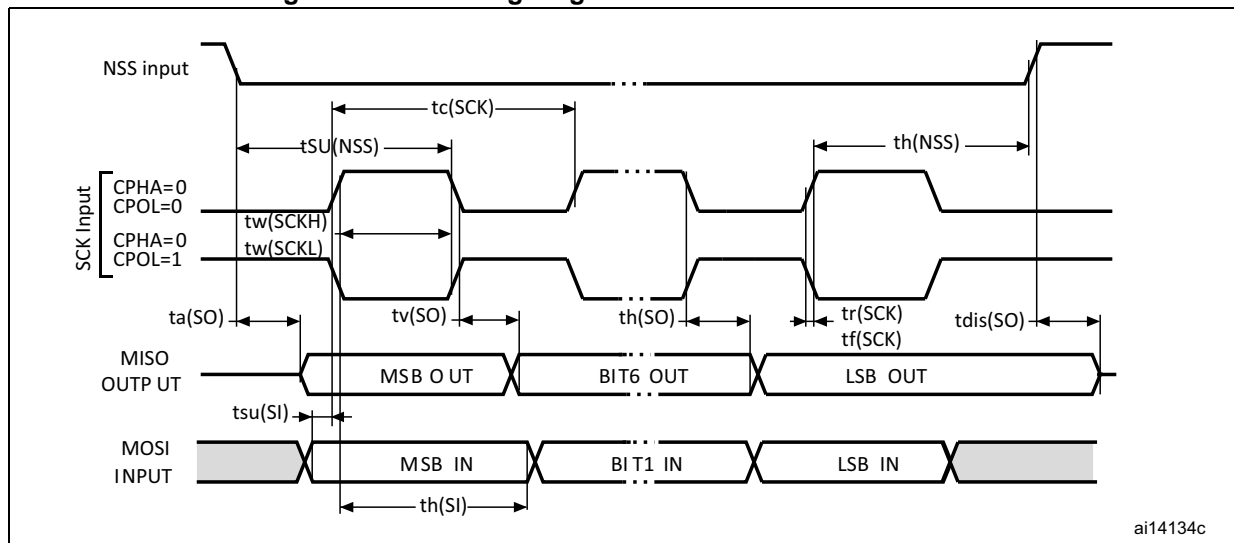 NSS input
tc(SCK)
tSU(NSS)
th(NSS)
SCK Input
CPHA=0
CPOL=0
tw(SCKH)
CPHA=0
tw(SCKL)
CPOL=1
ta(SO)
tv(SO)
th(SO)
tr(SCK)
tf(SCK)
tdis(SO)
MISO
OUTP UT
MSB O UT
BIT6 OUT
LSB OUT
tsu(SI)
MOSI
INPUT
MSB IN
BIT1 IN
LSB IN
th(SI)
ai14134c